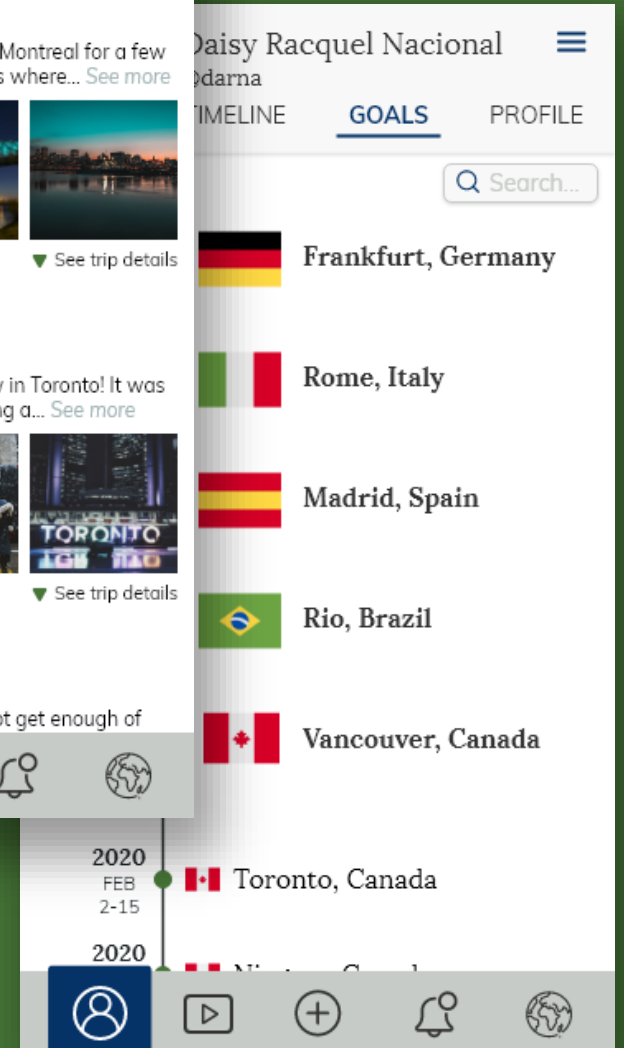 Montreal for a few
s where... See more
See trip details
in Toronto! It was
ng a... See more
TORONTO
See trip details
ot get enough of
Daisy Racquel Nacional
@darna
TIMELINE GOALS PROFILE
Search...
Frankfurt, Germany
Rome, Italy
Madrid, Spain
Rio, Brazil
Vancouver, Canada
2020
FEB
2-15
Toronto, Canada
2020